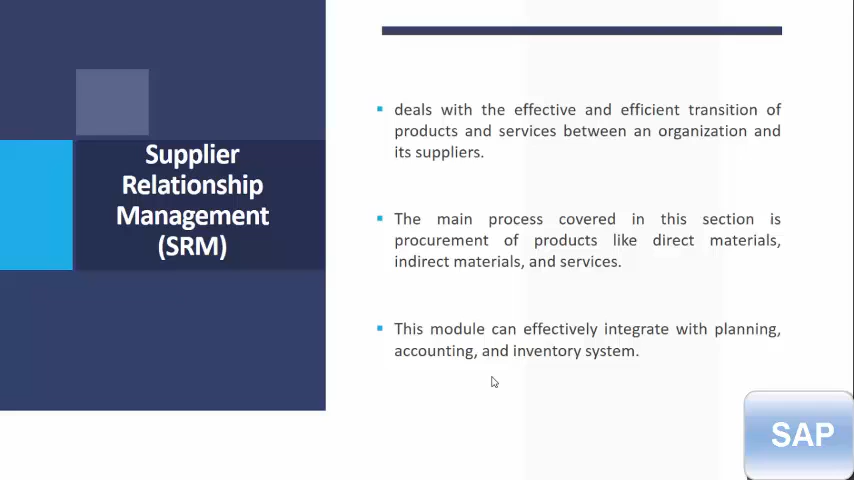 Supplier
Relationship
Management
(SRM)
deals with the effective and efficient transition of
products and services between an organization and
its suppliers.
The main process covered in this section is
procurement of products like direct materials,
indirect materials, and services.
This module can effectively integrate with planning,
accounting, and inventory system.
SAP